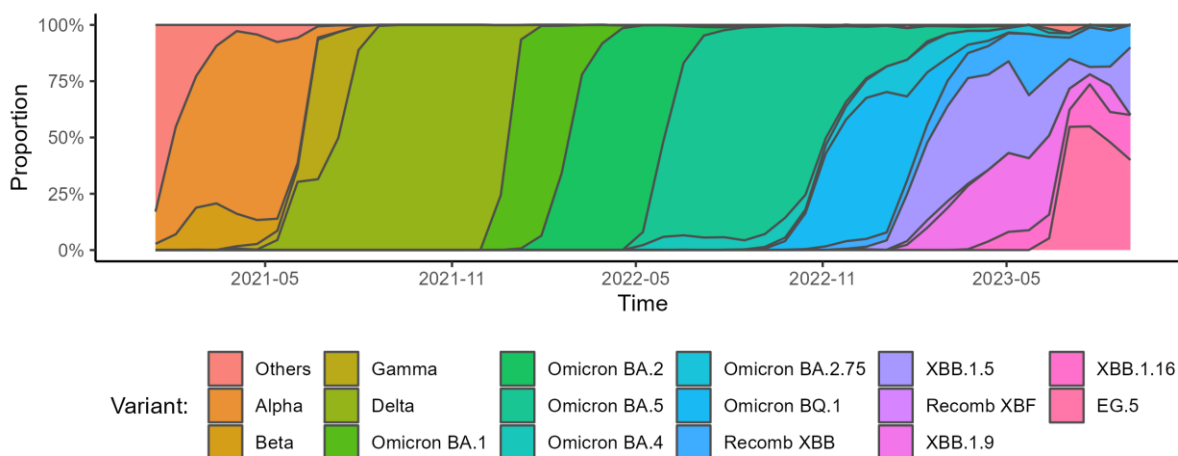 100%
75%
50%
25%
0%
Proportion
2021-05 2021-11 2022-05 2022-11 2023-05
Time
Variant:
Others Gamma Omicron BA.2 Omicron BA.2.75 XBB.1.5 XBB.1.16
Alpha Delta Omicron BA.5 Omicron BQ.1 Recomb XBF EG.5
Beta Omicron BA.1 Omicron BA.4 Recomb XBB XBB.1.9